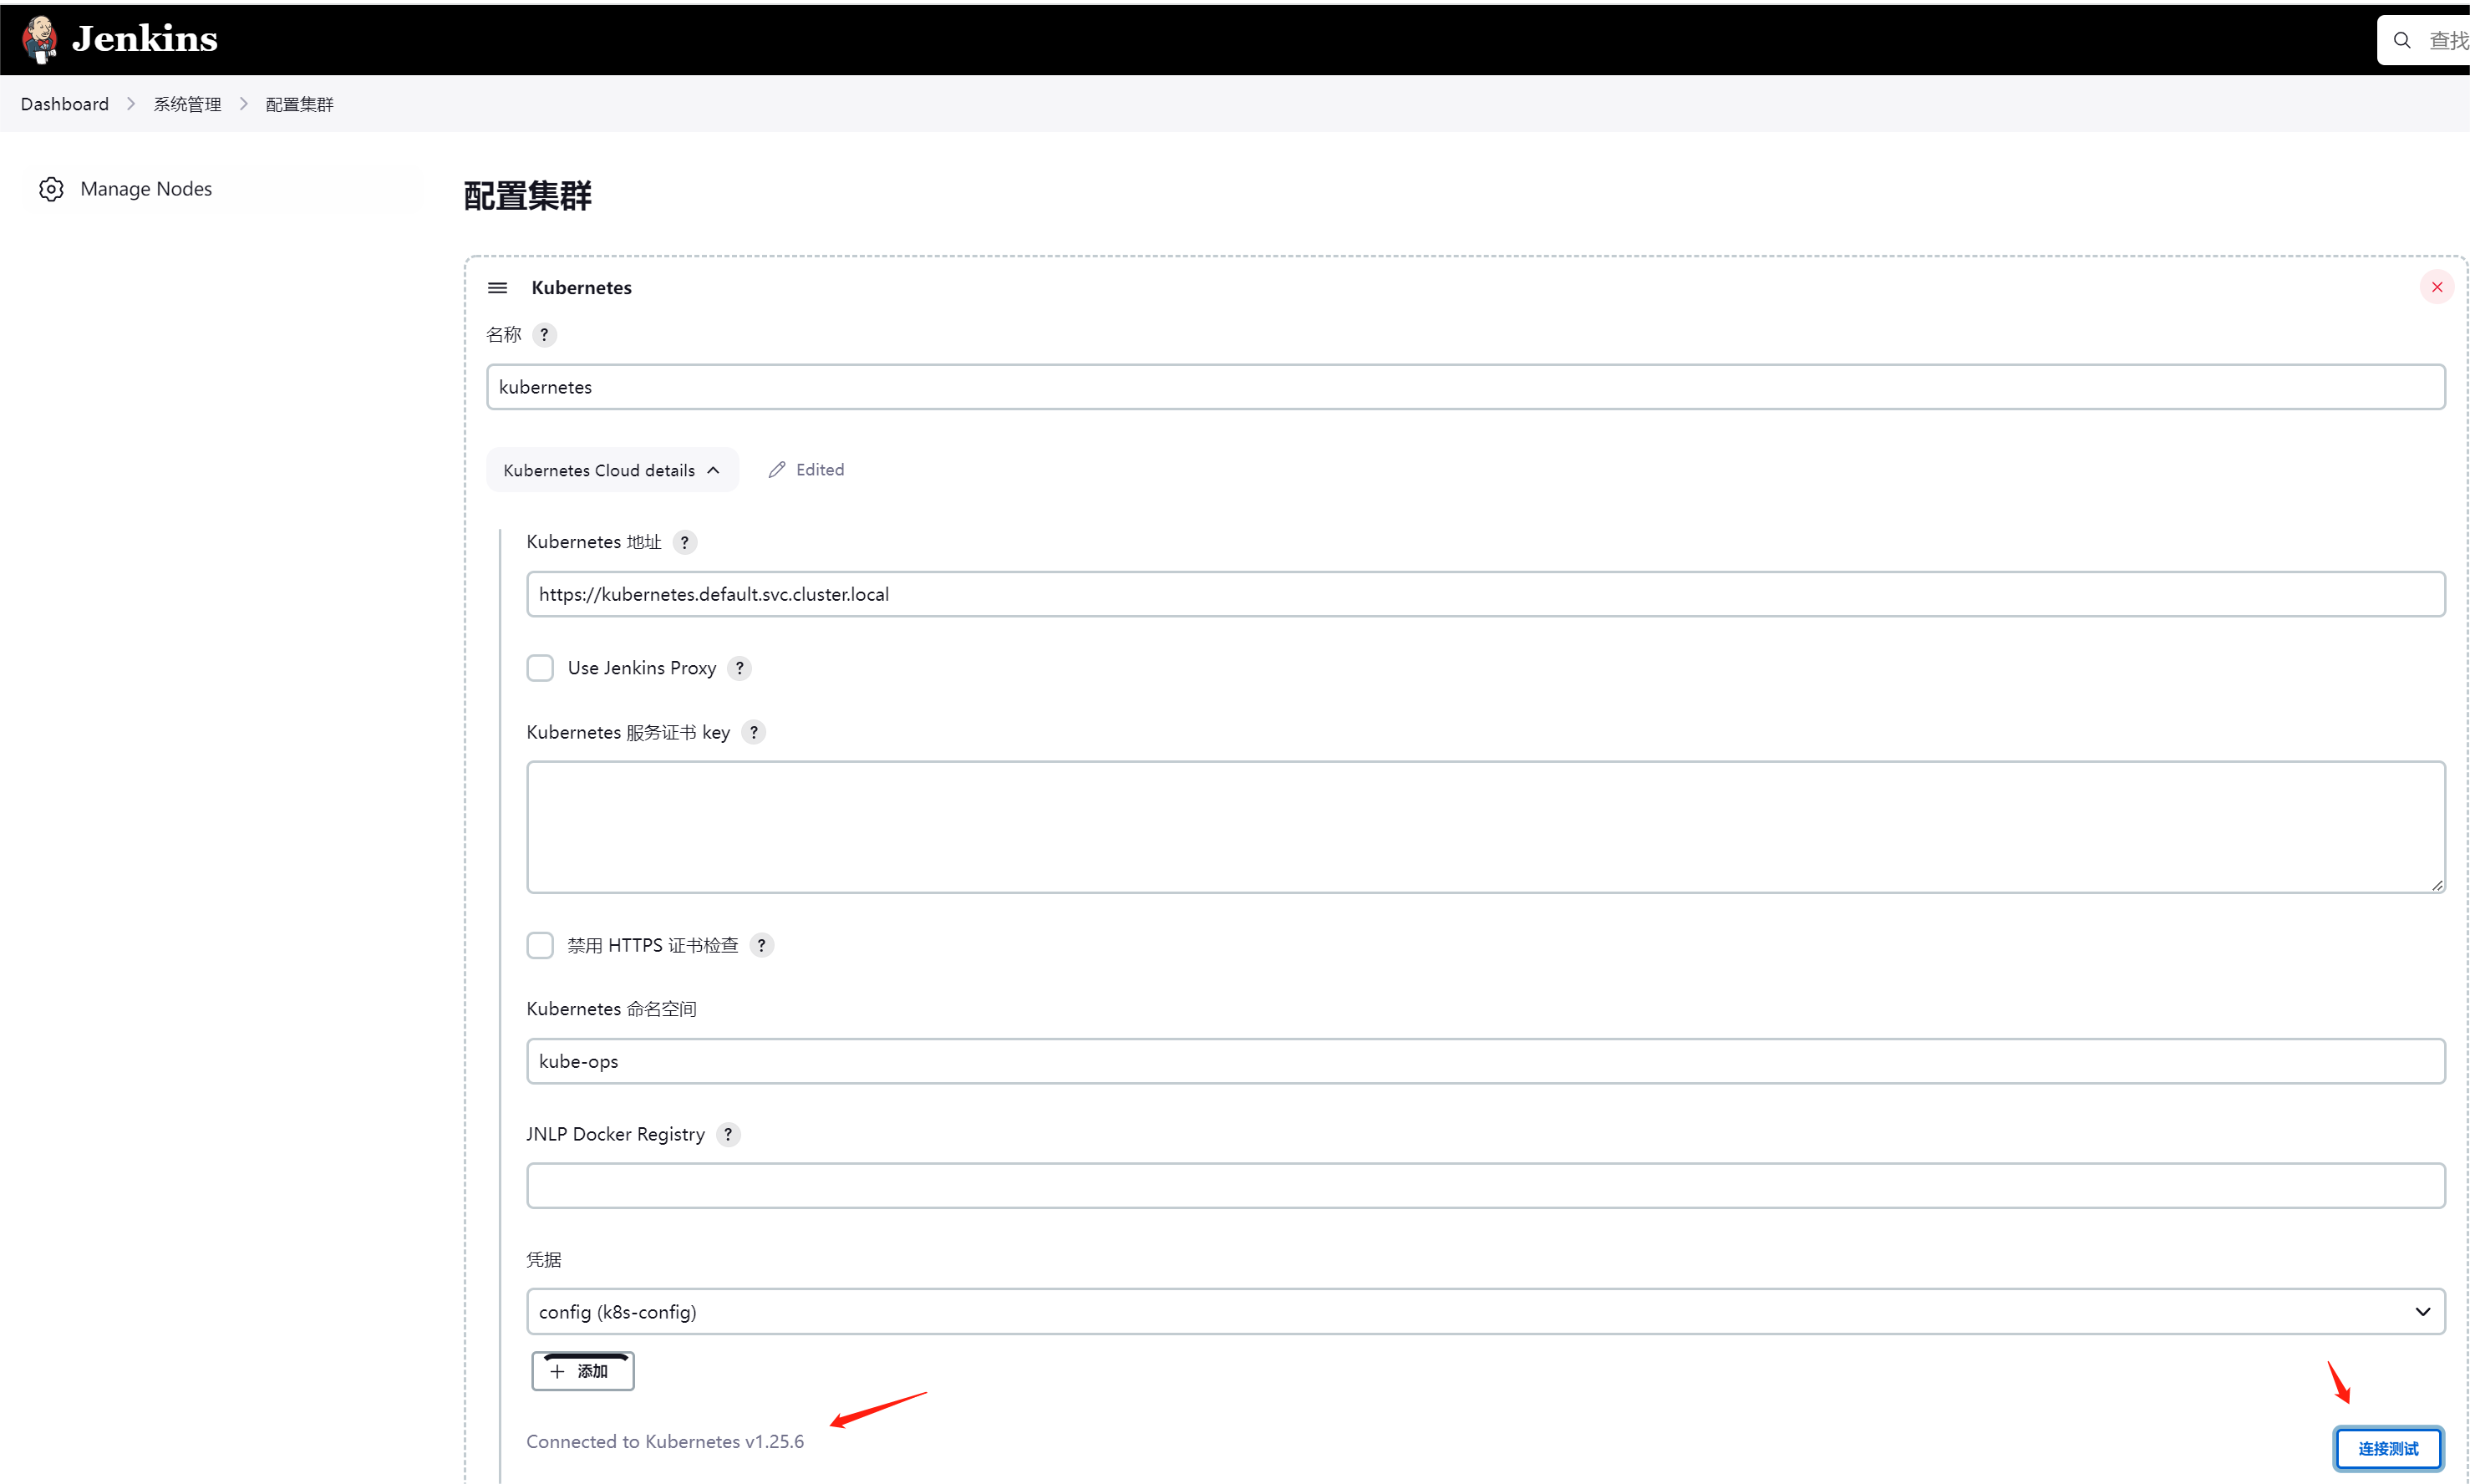 Jenkins
查找
Dashboard
系统管理
配置集群
Manage Nodes
配置集群
Kubernetes
名称 ?
kubernetes
Kubernetes Cloud details
Edited
Kubernetes 地址 ?
https://kubernetes.default.svc.cluster.local
Use Jenkins Proxy ?
Kubernetes 服务证书 key ?
禁用 HTTPS 证书检查 ?
Kubernetes 命名空间
kube-ops
JNLP Docker Registry ?
凭据
config (k8s-config)
添加
Connected to Kubernetes v1.25.6
连接测试